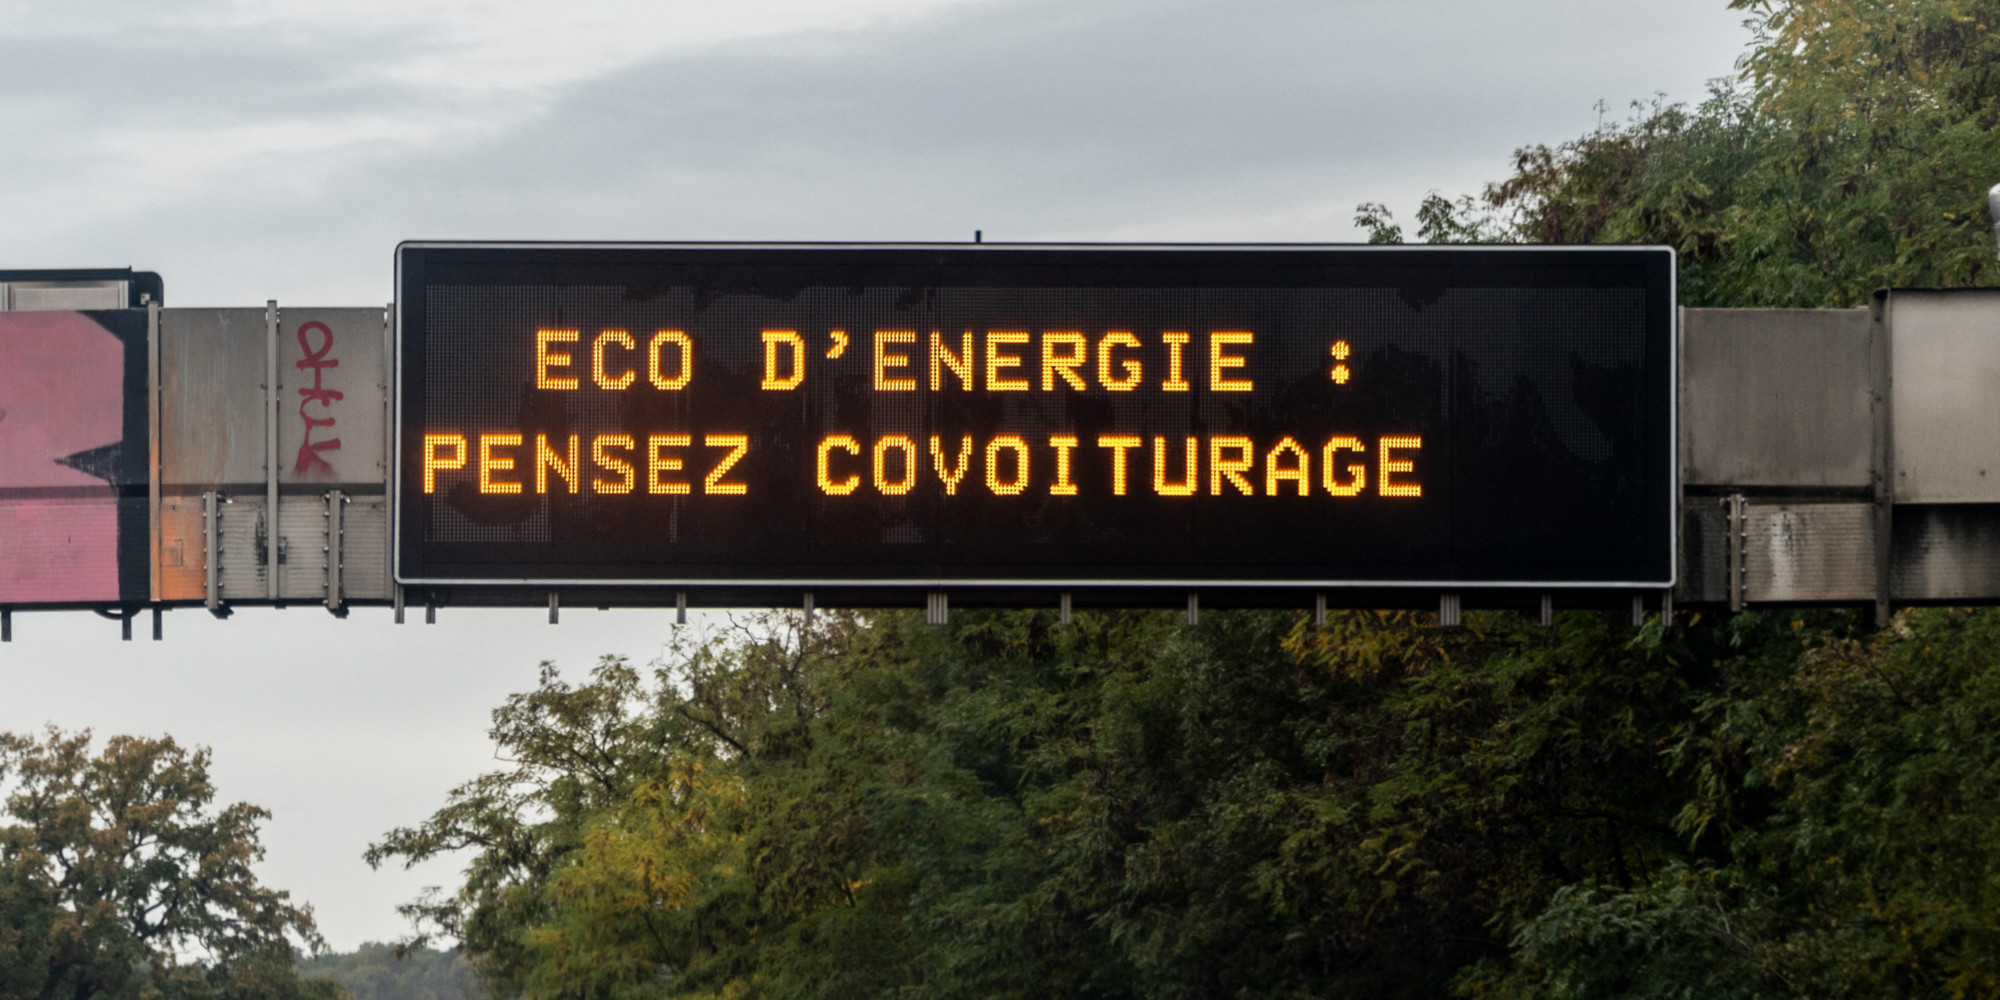 ECO D'ENERGIE :
PENSEZ COVOITURAGE